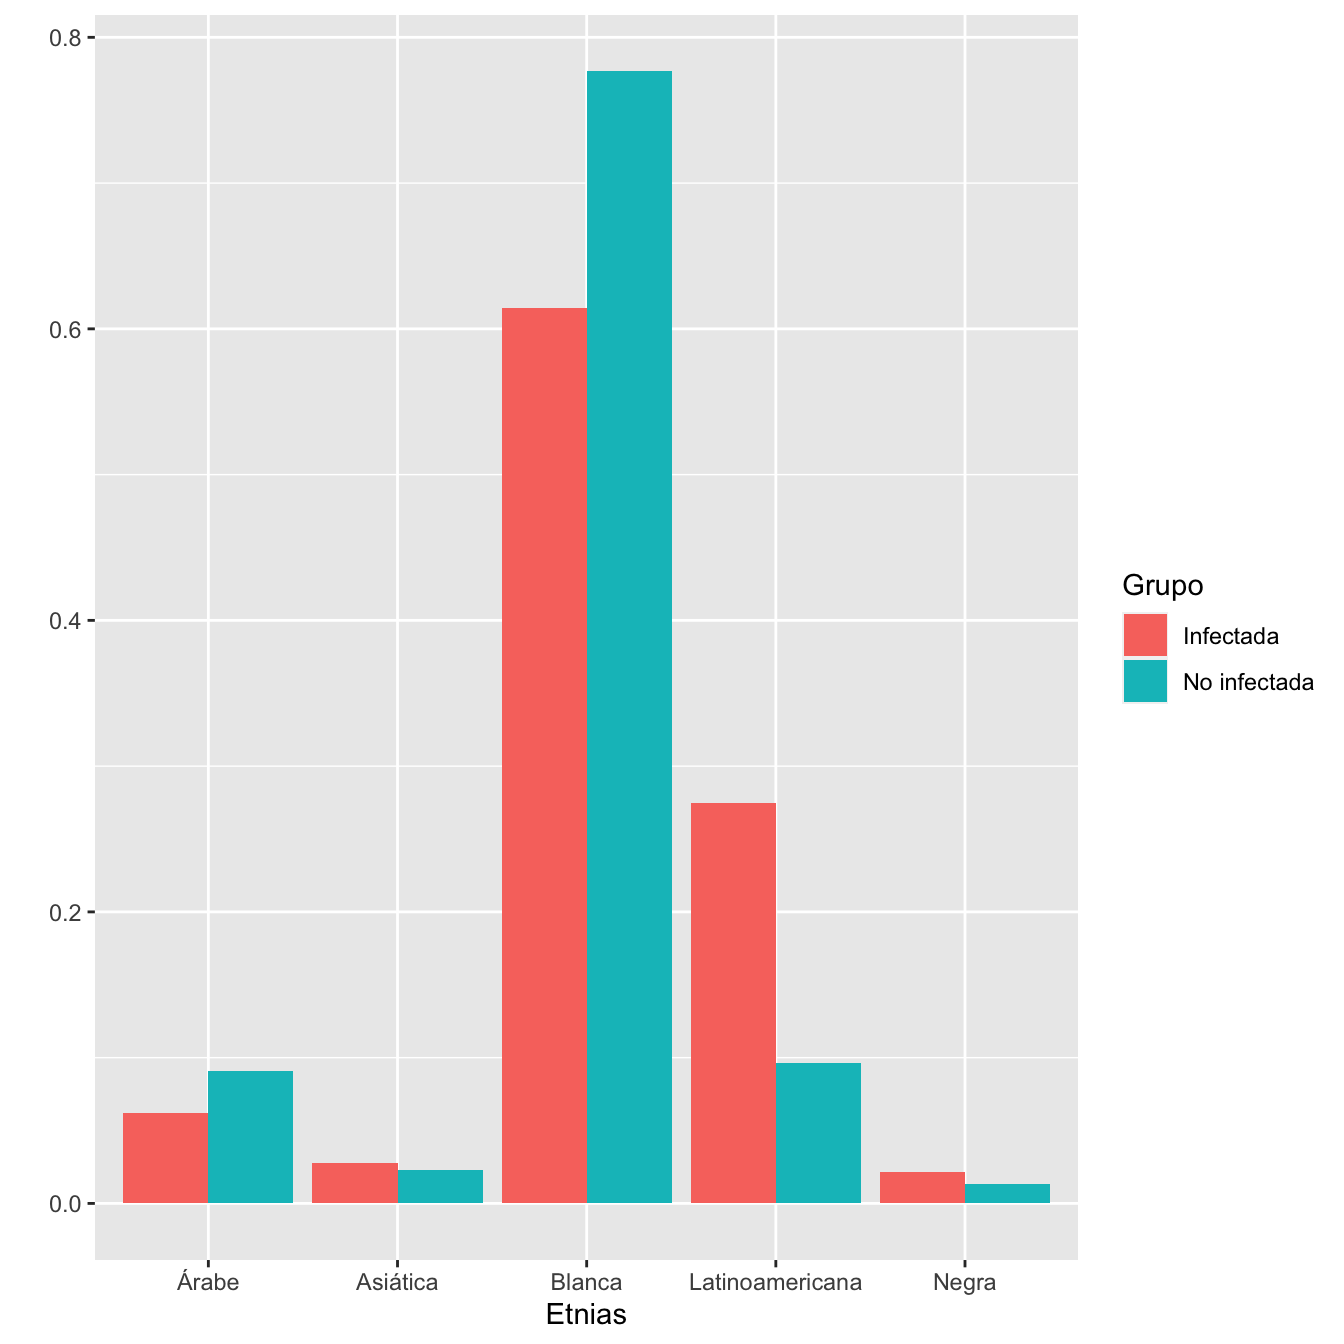 0.8
0.6
0.4
0.2
0.0
Árabe Asiática Blanca Latinoamericana Negra
Etnias
Grupo
Infectada
No infectada